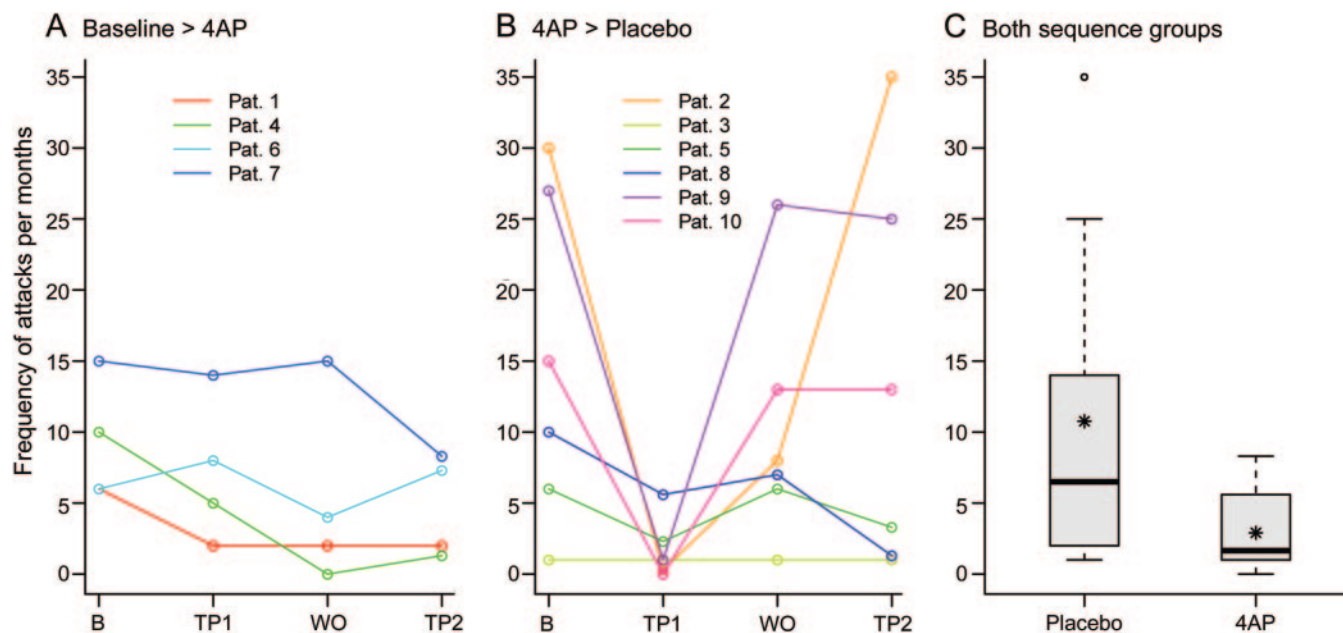 A Baseline > 4AP
B 4AP > Placebo
C Both sequence groups
Frequency of attacks per months
35
30
25
20
15
10
5
0
Pat. 1
Pat. 4
Pat. 6
Pat. 7
B TP1 WO TP2
35
30
25
20
15
10
5
0
Pat. 2
Pat. 3
Pat. 5
Pat. 8
Pat. 9
Pat. 10
B TP1 WO TP2
35
30
25
20
15
10
5
0
Placebo 4AP